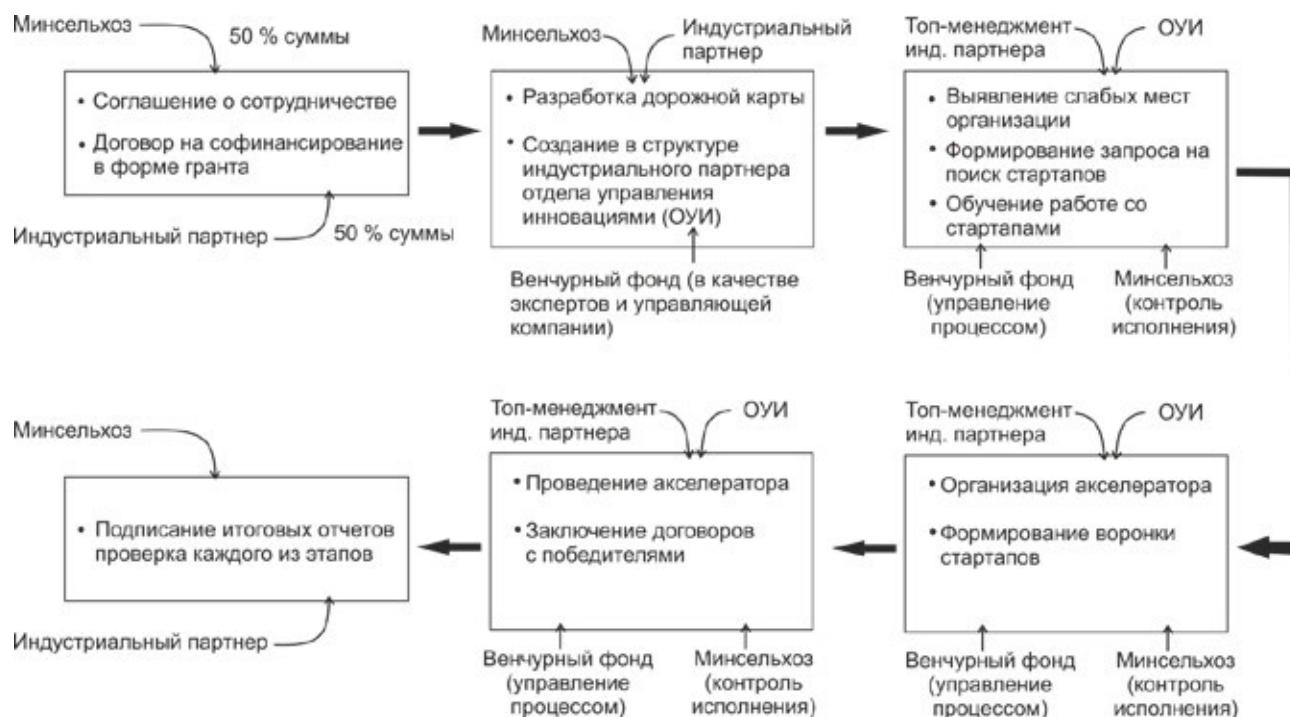 Минсельхоз
50 % суммы
• Соглашение о сотрудничестве
• Договор на софинансирование
в форме гранта
Индустриальный партнер
50 % суммы
Минсельхоз
Индустриальный
партнер
• Разработка дорожной карты
• Создание в структуре
индустриального партнера
отдела управления
инновациями (ОУИ)
Венчурный фонд (в качестве
экспертов и управляющей
компании)
Топ-менеджмент
инд. партнера
ОУИ
• Выявление слабых мест
организации
• Формирование запроса на
поиск стартапов
• Обучение работе со
стартапами
Венчурный фонд
(управление
процессом)
Минсельхоз
(контроль
исполнения)
Топ-менеджмент
инд. партнера
ОУИ
• Организация акселератора
• Формирование воронки
стартапов
Венчурный фонд
(управление
процессом)
Минсельхоз
(контроль
исполнения)
Топ-менеджмент
инд. партнера
ОУИ
• Проведение акселератора
• Заключение договоров
с победителями
Венчурный фонд
(управление
процессом)
Минсельхоз
(контроль
исполнения)
Минсельхоз
• Подписание итоговых отчетов
проверка каждого из этапов
Индустриальный партнер